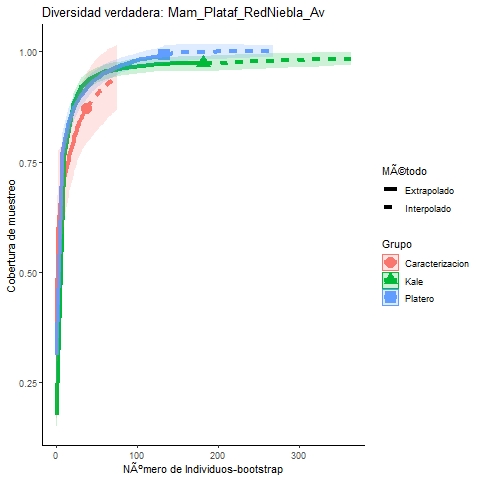 Diversidad verdadera: Mam_Plataf_RedNiebla_Av
1.00
0.75
0.50
0.25
Cobertura de muestreo
0
100
200
300
NÃºmero de Individuos-bootstrap
MÃ©todo
Extrapolado
Interpolado
Grupo
Caracterizacion
Kale
Platero